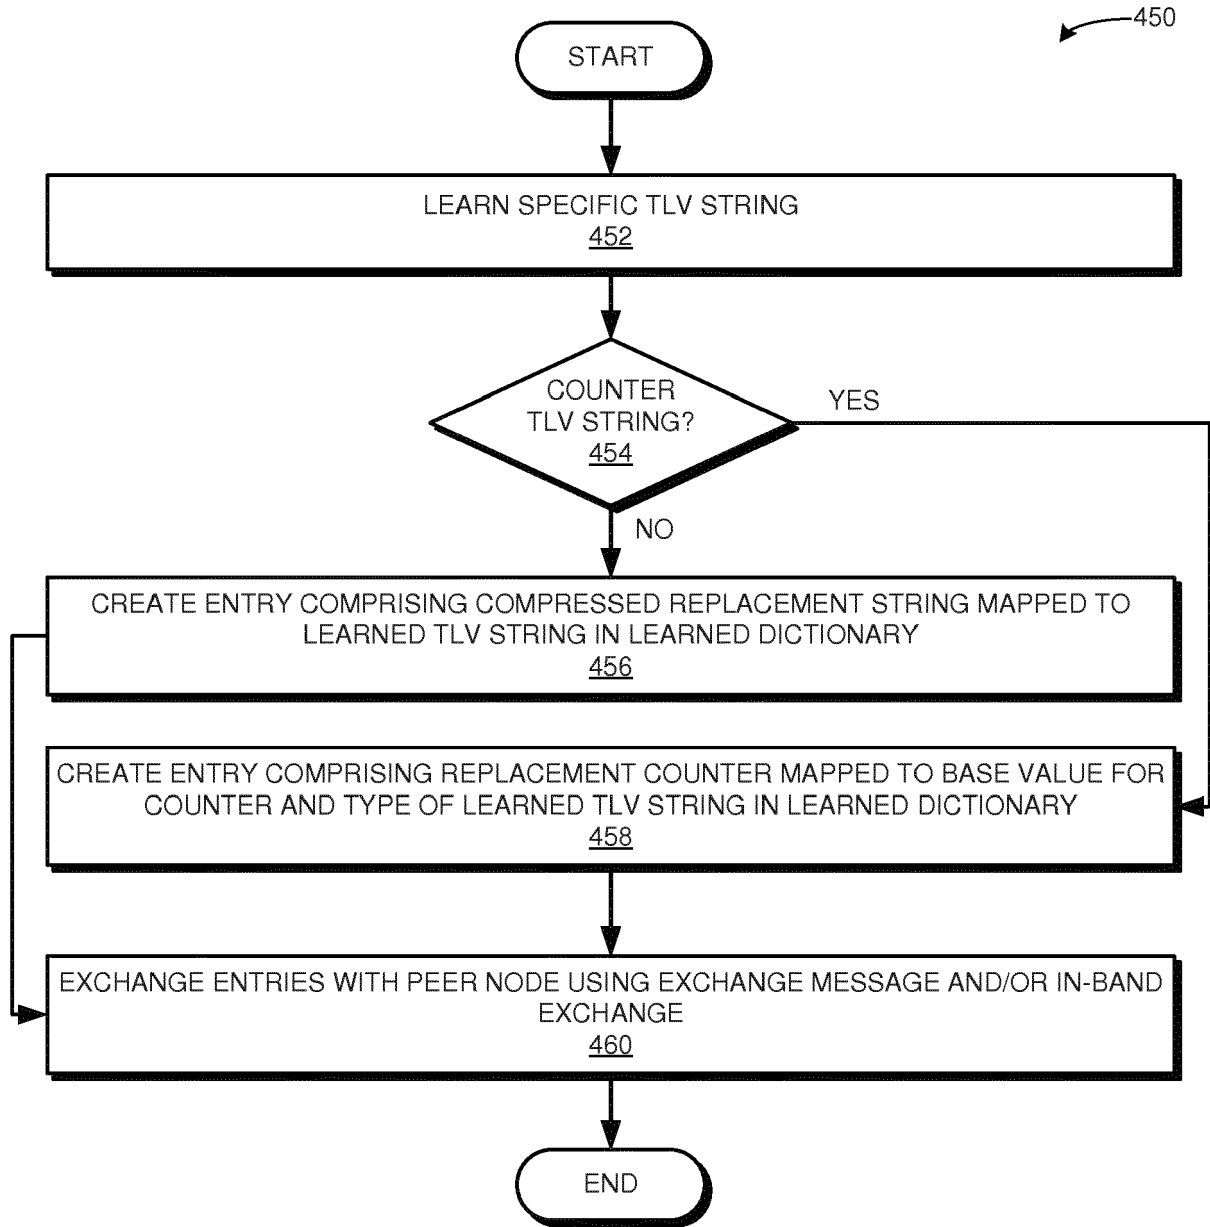 450
START
LEARN SPECIFIC TLV STRING
452
COUNTER
TLV STRING?
454
YES
NO
CREATE ENTRY COMPRISING COMPRESSED REPLACEMENT STRING MAPPED TO
LEARNED TLV STRING IN LEARNED DICTIONARY
456
CREATE ENTRY COMPRISING REPLACEMENT COUNTER MAPPED TO BASE VALUE FOR
COUNTER AND TYPE OF LEARNED TLV STRING IN LEARNED DICTIONARY
458
EXCHANGE ENTRIES WITH PEER NODE USING EXCHANGE MESSAGE AND/OR IN-BAND
EXCHANGE
460
END